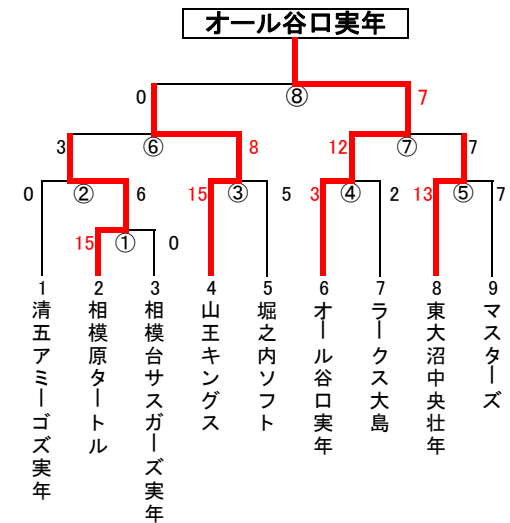 オール谷口実年
0 ⑧ 7
3 ⑥ 8 12 ⑦ 7
0 ② 6 15 ③ 5 3 ④ 2 13 ⑤ 7
15 ① 0
1 清五アミーゴズ実年
2 相模原タートル
3 相模台サスガーズ実年
4 山王キングス
5 堀之内ソフト
6 オール谷口実年
7 ラークス大島
8 東大沼中央壮年
9 マスターズ